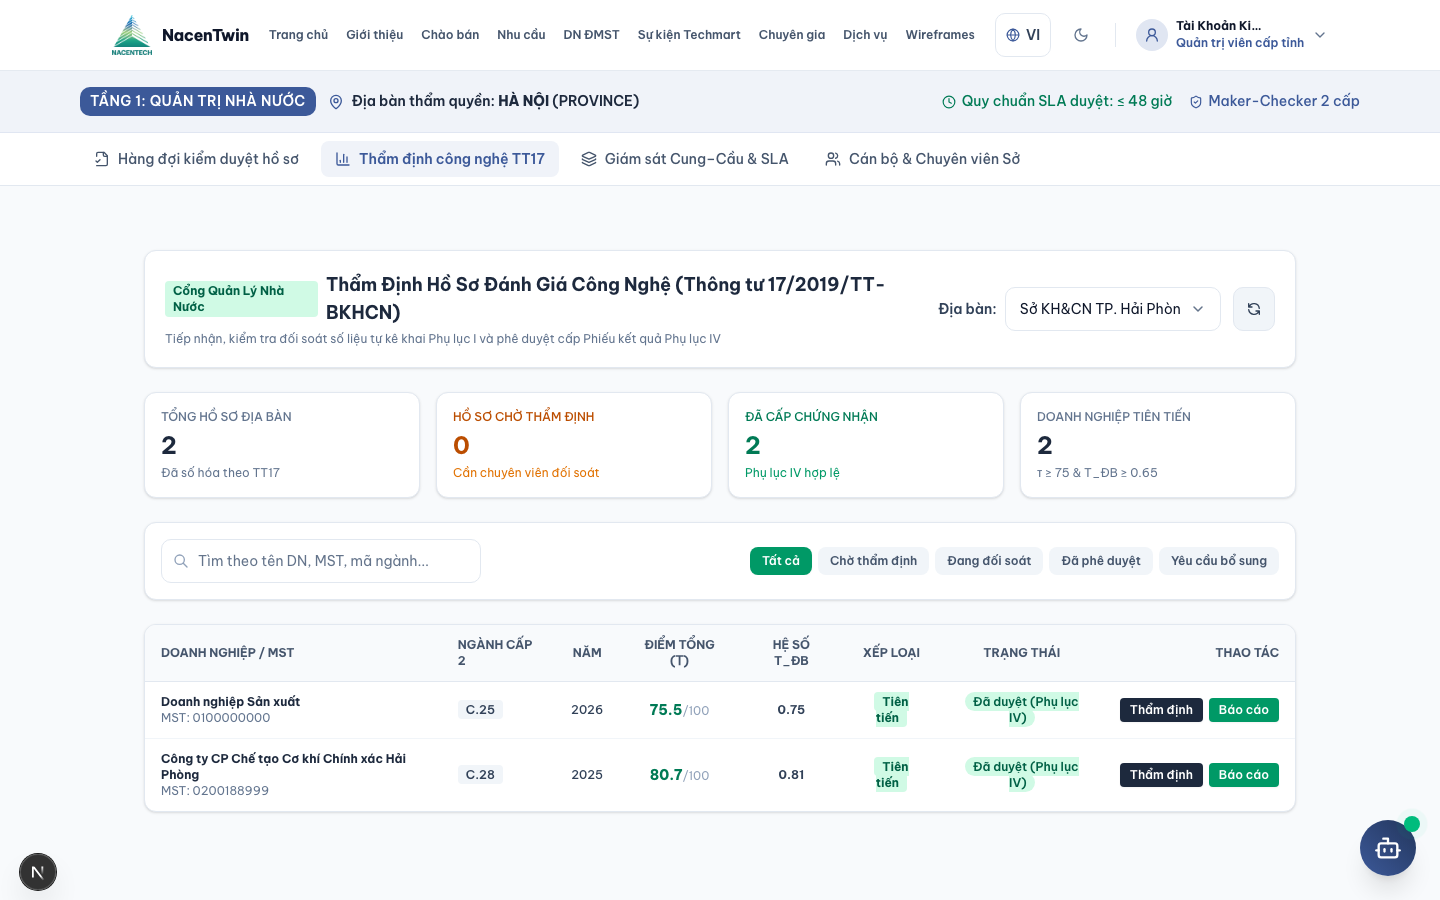 NACENTECH
NacenTwin
Trang chủ
Giới thiệu
Chào bán
Nhu cầu
DN ĐMST
Sự kiện Techmart
Chuyên gia
Dịch vụ
Wireframes
VI
Tài Khoản Ki...
Quản trị viên cấp tỉnh
TẦNG 1: QUẢN TRỊ NHÀ NƯỚC
Địa bàn thẩm quyền: HÀ NỘI (PROVINCE)
Quy chuẩn SLA duyệt: ≤ 48 giờ
Maker-Checker 2 cấp
Hàng đợi kiểm duyệt hồ sơ
Thẩm định công nghệ TT17
Giám sát Cung-Cầu & SLA
Cán bộ & Chuyên viên Sở
Cổng Quản Lý Nhà
Nước
Thẩm Định Hồ Sơ Đánh Giá Công Nghệ (Thông tư 17/2019/TT-
BKHCN)
Tiếp nhận, kiểm tra đối soát số liệu tự kê khai Phụ lục I và phê duyệt cấp Phiếu kết quả Phụ lục IV
Địa bàn:
Sở KH&CN TP. Hải Phòn
TỔNG HỒ SƠ ĐỊA BÀN
2
Đã số hóa theo TT17
HỒ SƠ CHỜ THẨM ĐỊNH
0
Cần chuyên viên đối soát
ĐÃ CẤP CHỨNG NHẬN
2
Phụ lục IV hợp lệ
DOANH NGHIỆP TIÊN TIẾN
2
τ ≥ 75 & T_ĐB ≥ 0.65
Tìm theo tên DN, MST, mã ngành...
Tất cả
Chờ thẩm định
Đang đối soát
Đã phê duyệt
Yêu cầu bổ sung
DOANH NGHIỆP / MST
NGÀNH CẤP
2
NĂM
ĐIỂM TỔNG
(Τ)
HỆ SỐ
T_ĐB
XẾP LOẠI
TRẠNG THÁI
THAO TÁC
Doanh nghiệp Sản xuất
MST: 0100000000
C.25
2026
75.5/100
0.75
Tiên
tiến
Đã duyệt (Phụ lục
IV)
Thẩm định
Báo cáo
Công ty CP Chế tạo Cơ khí Chính xác Hải
Phòng
MST: 0200188999
C.28
2025
80.7/100
0.81
Tiên
tiến
Đã duyệt (Phụ lục
IV)
Thẩm định
Báo cáo
N